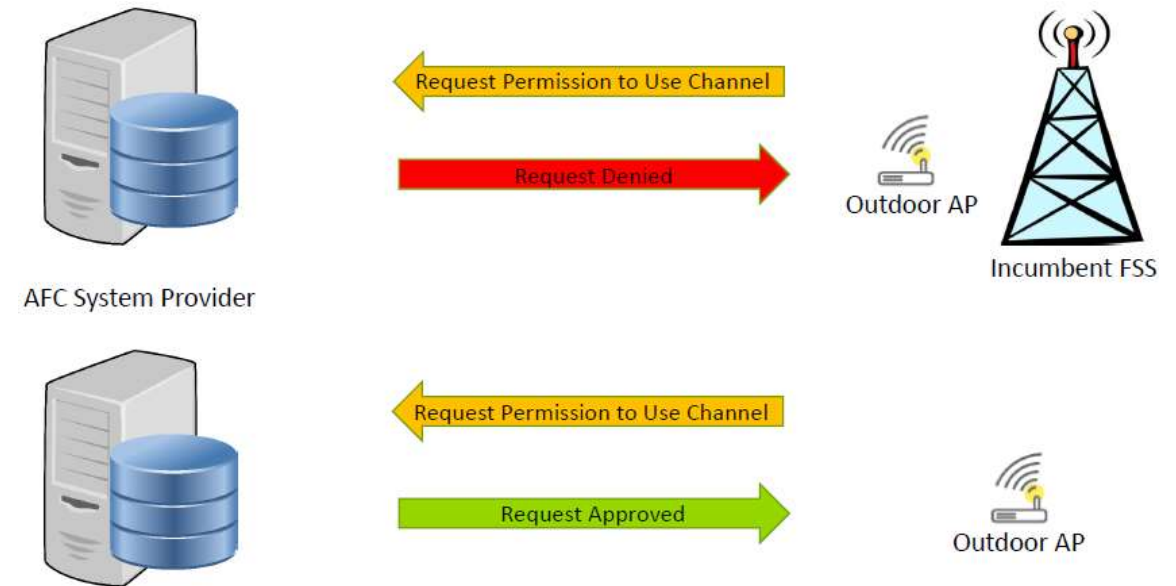 Request Permission to Use Channel
Request Denied
Outdoor AP
Incumbent FSS
AFC System Provider
Request Permission to Use Channel
Request Approved
Outdoor AP